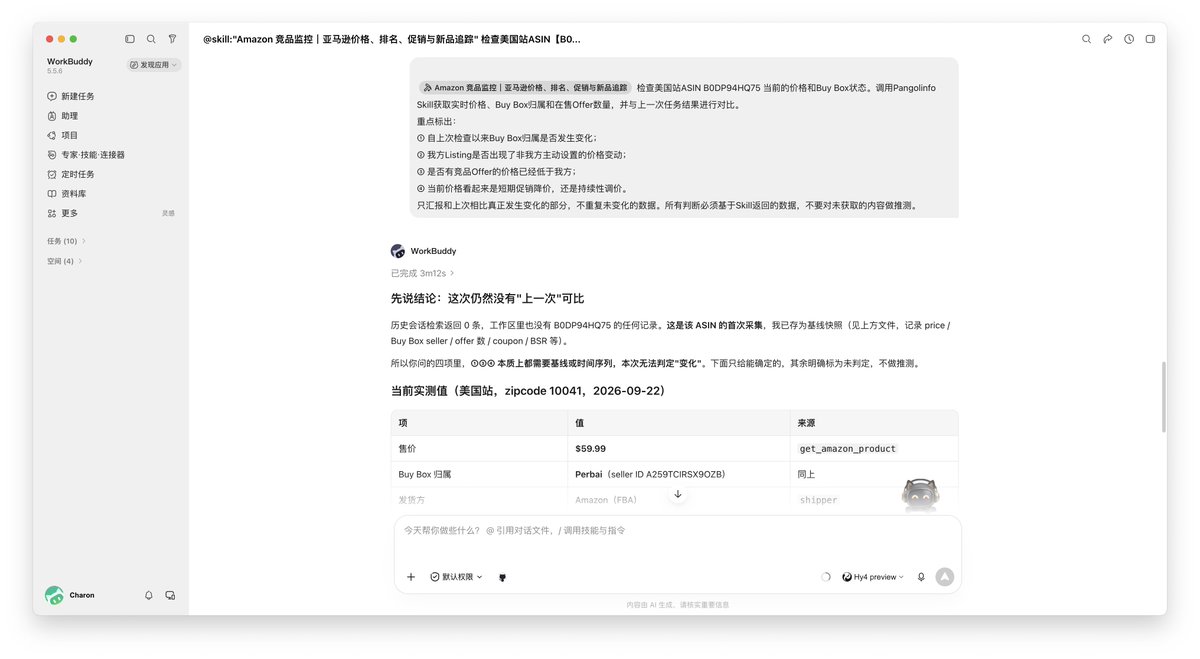 @skill:"Amazon 竞品监控｜亚马逊价格、排名、促销与新品追踪" 检查美国站ASIN【B0...
WorkBuddy
5.5.6
发现应用
新建任务
助理
项目
专家·技能·连接器
定时任务
资料库
更多
灵感
任务 (10)
空间 (4)
Charon
Amazon 竞品监控｜亚马逊价格、排名、促销与新品追踪 检查美国站ASIN B0DP94HQ75 当前的价格和Buy Box状态。调用Pangolinfo
Skill获取实时价格、Buy Box归属和在售Offer数量，并与上一次任务结果进行对比。
重点标出：
① 自上次检查以来Buy Box归属是否发生变化；
② 我方Listing是否出现了非我方主动设置的价格变动；
③ 是否有竞品Offer的价格已经低于我方；
④ 当前价格看起来是短期促销降价，还是持续性调价。
只汇报和上次相比真正发生变化的部分，不重复未变化的数据。所有判断必须基于Skill返回的数据，不要对未获取的内容做推测。
WorkBuddy
已完成 3m12s
先说结论：这次仍然没有"上一次"可比
历史会话检索返回 0 条，工作区里也没有 B0DP94HQ75 的任何记录。这是该 ASIN 的首次采集，我已存为基线快照（见上方文件，记录 price /
Buy Box seller / offer 数 / coupon / BSR 等）。
所以你问的四项里，①②④ 本质上都需要基线或时间序列，本次无法判定"变化"。下面只给能确定的，其余明确标为未判定，不做推测。
当前实测值（美国站，zipcode 10041，2026-09-22）
项 值 来源
售价 $59.99 get_amazon_product
Buy Box 归属 Perbai（seller ID A259TCIRSX9OZB） 同上
发货方 Amazon（FBA） shipper
今天帮你做些什么？ @ 引用对话文件，/ 调用技能与指令
默认权限
Hy4 preview
内容由 AI 生成，请核实重要信息